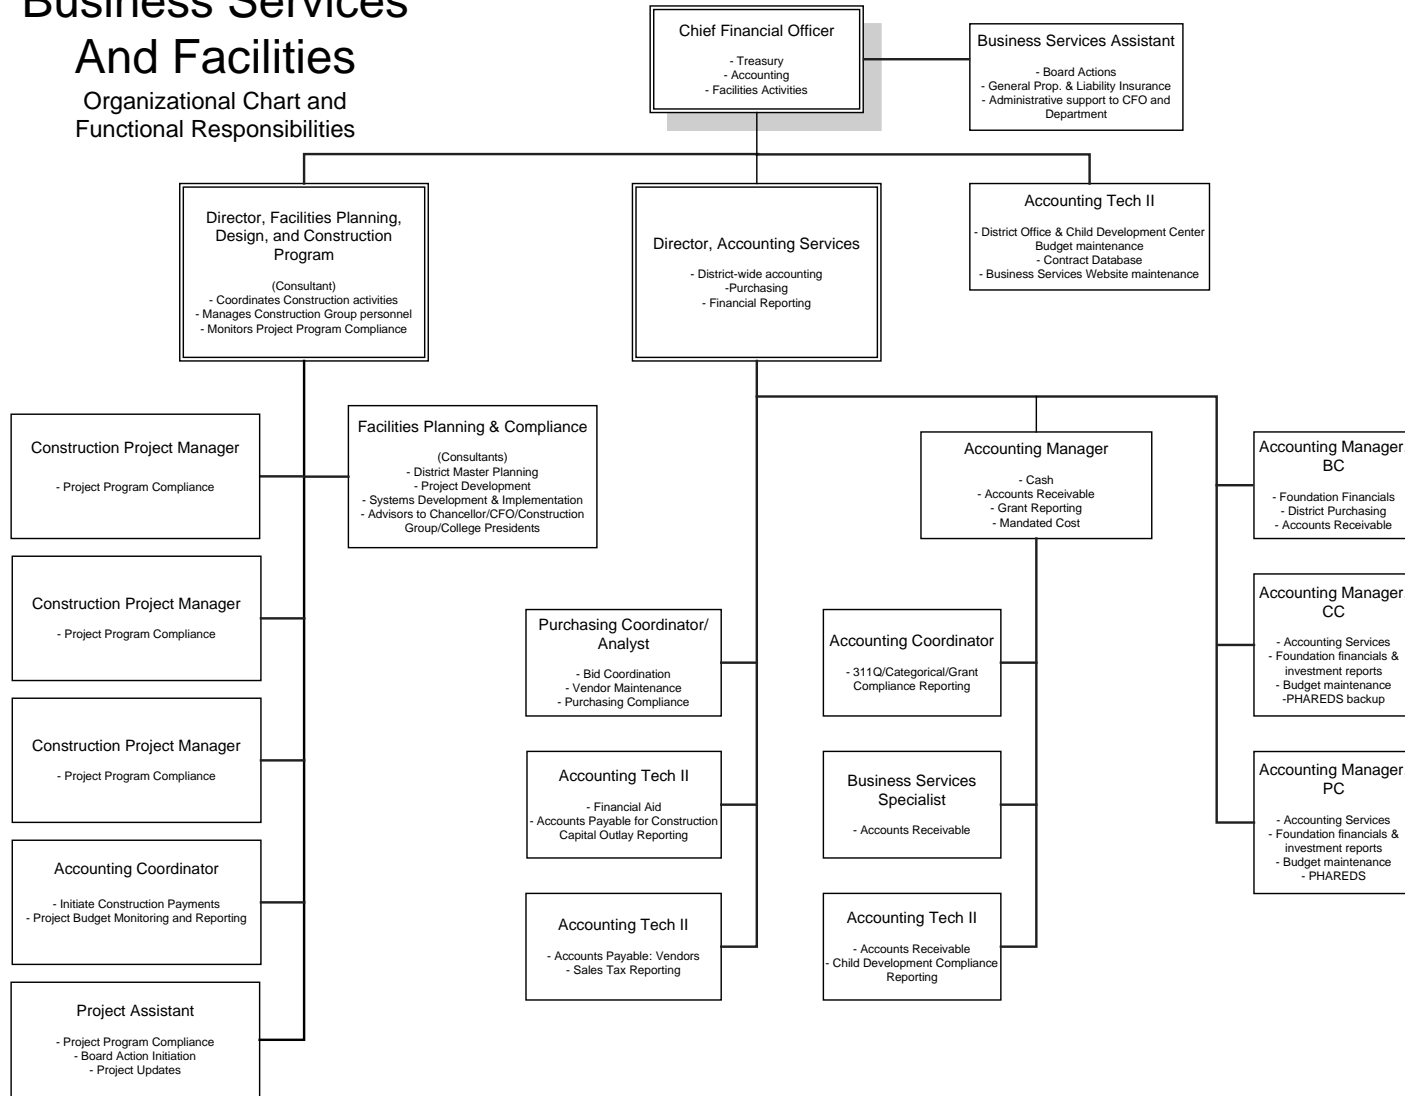 Business Services
And Facilities
Organizational Chart and
Functional Responsibilities
Chief Financial Officer
- Treasury
- Accounting
- Facilities Activities
Business Services Assistant
- Board Actions
- General Prop. & Liability Insurance
- Administrative support to CFO and
Department
Director, Facilities Planning,
Design, and Construction
Program
(Consultant)
- Coordinates Construction activities
- Manages Construction Group personnel
- Monitors Project Program Compliance
Director, Accounting Services
- District-wide accounting
-Purchasing
- Financial Reporting
Accounting Tech II
- District Office & Child Development Center
Budget maintenance
- Contract Database
- Business Services Website maintenance
Construction Project Manager
- Project Program Compliance
Facilities Planning & Compliance
(Consultants)
- District Master Planning
- Project Development
- Systems Development & Implementation
- Advisors to Chancellor/CFO/Construction
Group/College Presidents
Accounting Manager
- Cash
- Accounts Receivable
- Grant Reporting
- Mandated Cost
Accounting Manager
BC
- Foundation Financials
- District Purchasing
- Accounts Receivable
Construction Project Manager
- Project Program Compliance
Purchasing Coordinator/
Analyst
- Bid Coordination
- Vendor Maintenance
- Purchasing Compliance
Accounting Coordinator
- 311Q/Categorical/Grant
Compliance Reporting
Accounting Manager
CC
- Accounting Services
- Foundation financials &
investment reports
- Budget maintenance
-PHAREDS backup
Construction Project Manager
- Project Program Compliance
Accounting Tech II
- Financial Aid
- Accounts Payable for Construction
Capital Outlay Reporting
Business Services
Specialist
- Accounts Receivable
Accounting Manager
PC
- Accounting Services
- Foundation financials &
investment reports
- Budget maintenance
- PHAREDS
Accounting Coordinator
- Initiate Construction Payments
- Project Budget Monitoring and Reporting
Accounting Tech II
- Accounts Payable: Vendors
- Sales Tax Reporting
Accounting Tech II
- Accounts Receivable
- Child Development Compliance
Reporting
Project Assistant
- Project Program Compliance
- Board Action Initiation
- Project Updates